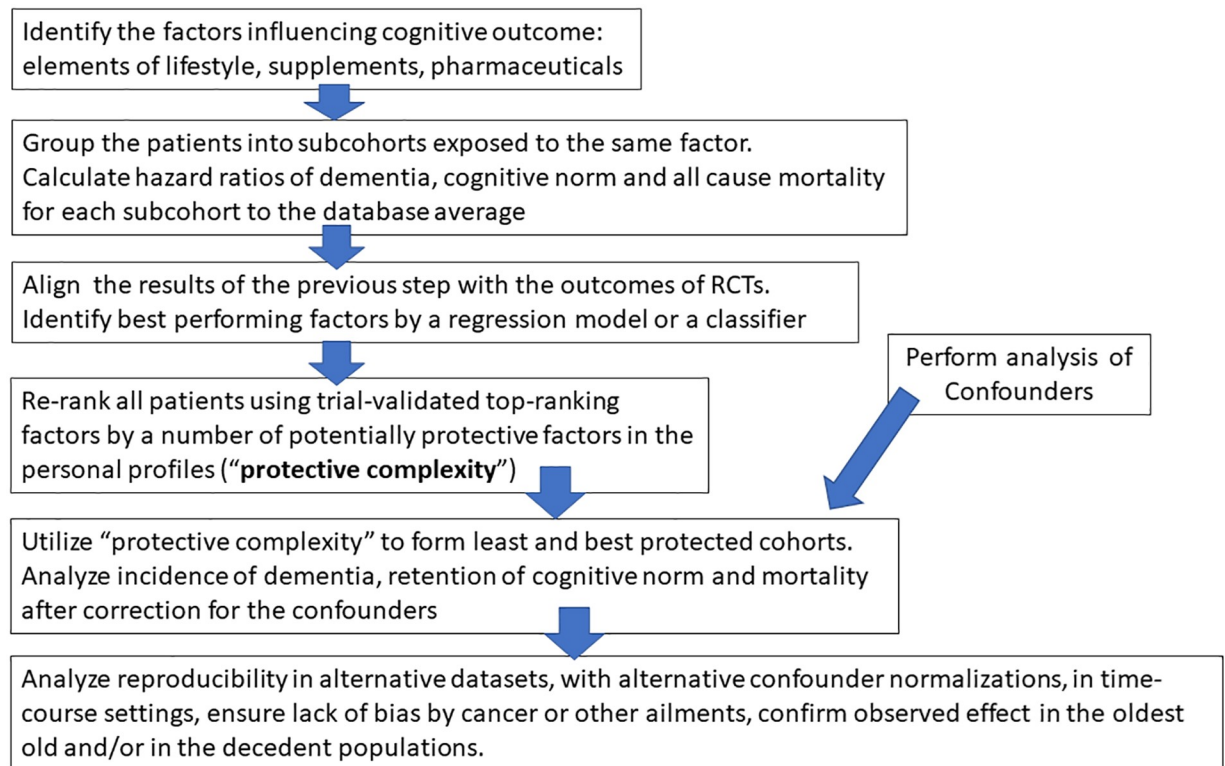 Identify the factors influencing cognitive outcome:
elements of lifestyle, supplements, pharmaceuticals
Group the patients into subcohorts exposed to the same factor.
Calculate hazard ratios of dementia, cognitive norm and all cause mortality
for each subcohort to the database average
Align the results of the previous step with the outcomes of RCTs.
Identify best performing factors by a regression model or a classifier
Perform analysis of
Confounders
Re-rank all patients using trial-validated top-ranking
factors by a number of potentially protective factors in the
personal profiles (“protective complexity”)
Utilize “protective complexity” to form least and best protected cohorts.
Analyze incidence of dementia, retention of cognitive norm and mortality
after correction for the confounders
Analyze reproducibility in alternative datasets, with alternative confounder normalizations, in time-
course settings, ensure lack of bias by cancer or other ailments, confirm observed effect in the oldest
old and/or in the decedent populations.